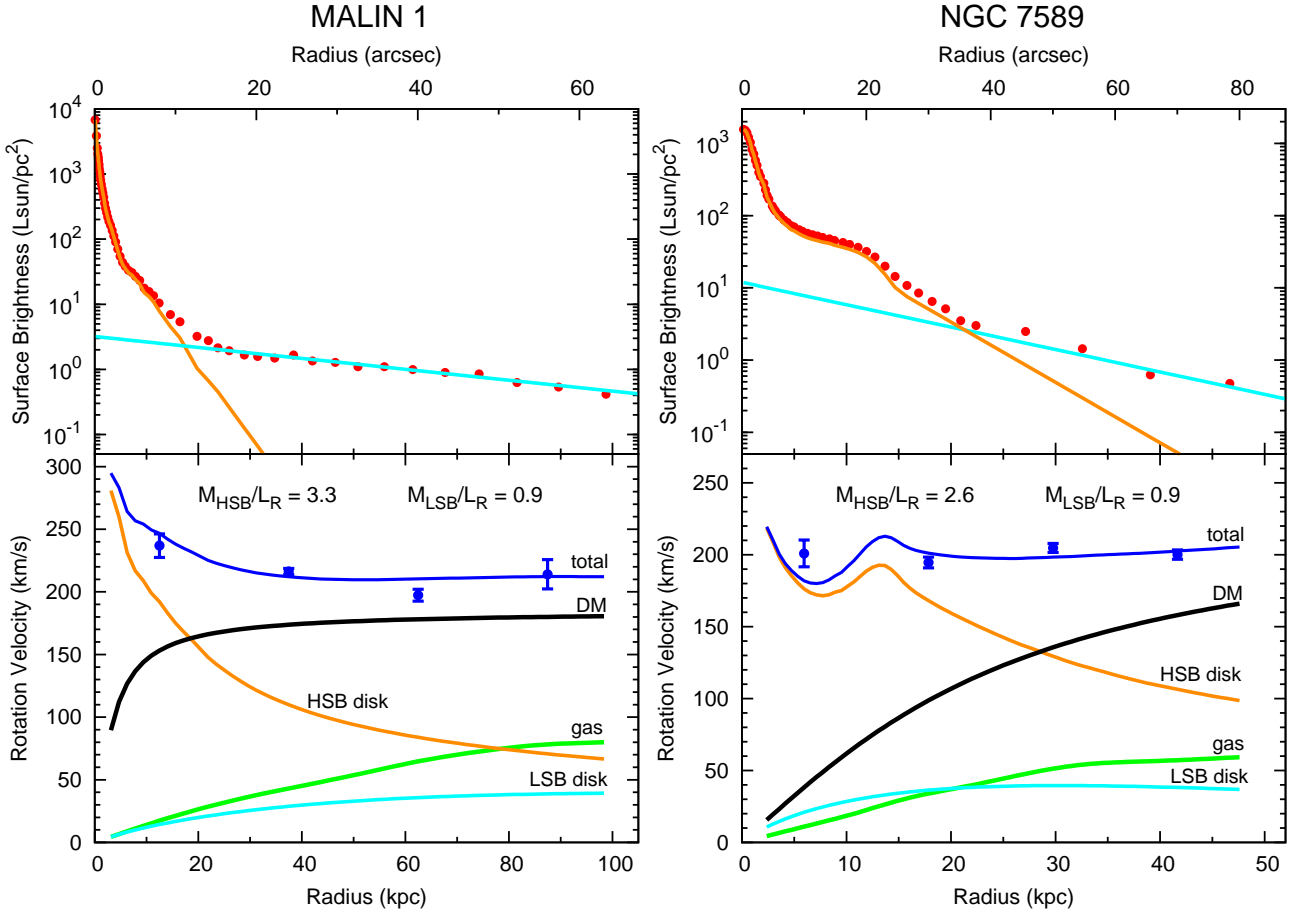 MALIN 1
Radius (arcsec)
0 20 40 60
10^4
10^3
10^2
10^1
10^0
10^-1
Surface Brightness (Lsun/pc^2)
M_HSB/L_R = 3.3
M_LSB/L_R = 0.9
total
DM
HSB disk
gas
LSB disk
300
250
200
150
100
50
0
Rotation Velocity (km/s)
0 20 40 60 80 100
Radius (kpc)
NGC 7589
Radius (arcsec)
0 20 40 60 80
10^3
10^2
10^1
10^0
10^-1
Surface Brightness (Lsun/pc^2)
M_HSB/L_R = 2.6
M_LSB/L_R = 0.9
total
DM
HSB disk
gas
LSB disk
250
200
150
100
50
0
Rotation Velocity (km/s)
0 10 20 30 40 50
Radius (kpc)